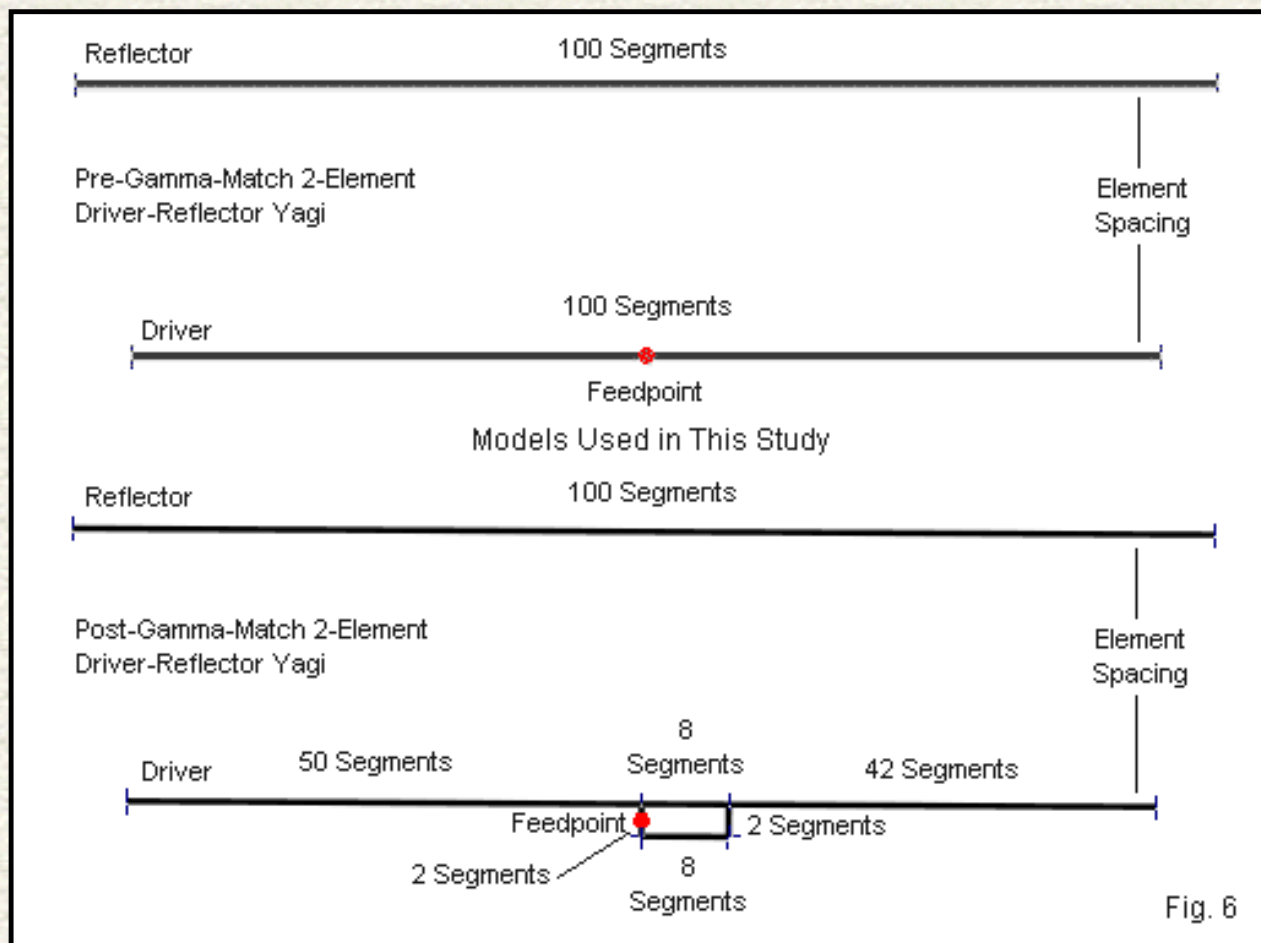 Reflector
100 Segments
Pre-Gamma-Match 2-Element
Driver-Reflector Yagi
Element
Spacing
100 Segments
Driver
Feedpoint
Models Used in This Study
Reflector
100 Segments
Post-Gamma-Match 2-Element
Driver-Reflector Yagi
Element
Spacing
Driver
50 Segments
8
Segments
42 Segments
Feedpoint
2 Segments
2 Segments
8
Segments
Fig. 6